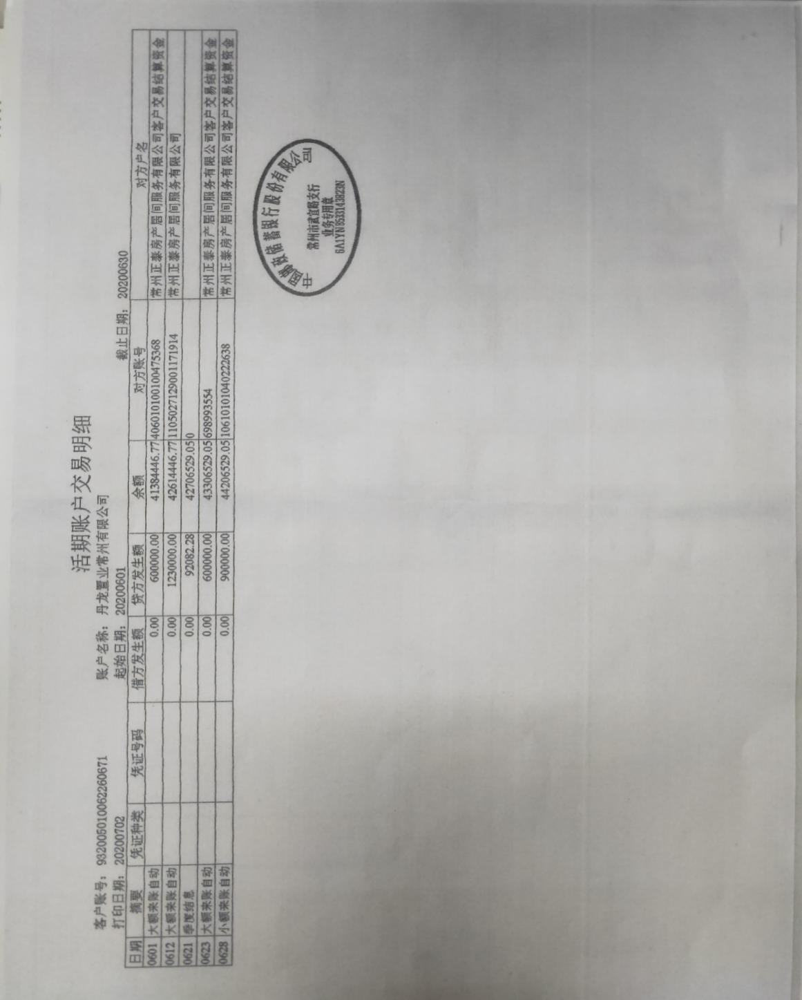 活期账户交易明细
客户账号： 932005010062260671 账户名称： 丹龙置业常州有限公司
打印日期： 20200702 起始日期： 20200601 截止日期： 20200630
日期 摘要 凭证种类 凭证号码 借方发生额 贷方发生额 余额 对方账号 对方户名
0601 大额来账自动 0.00 600000.00 41384446.77 406010100100475368 常州正泰房产居间服务有限公司客户交易结算资金
0612 大额来账自动 0.00 1230000.00 42614446.77 1105027129001171914 常州正泰房产居间服务有限公司
0621 季度结息 0.00 92082.28 42706529.05 0
0623 大额来账自动 0.00 600000.00 43306529.05 698993554 常州正泰房产居间服务有限公司客户交易结算资金
0628 小额来账自动 0.00 900000.00 44206529.05 1061010104022263​8 常州正泰房产居间服务有限公司客户交易结算资金
中国邮政储蓄银行股份有限公司
常州市武宜路支行
业务专用章
6A1YN8533143823N